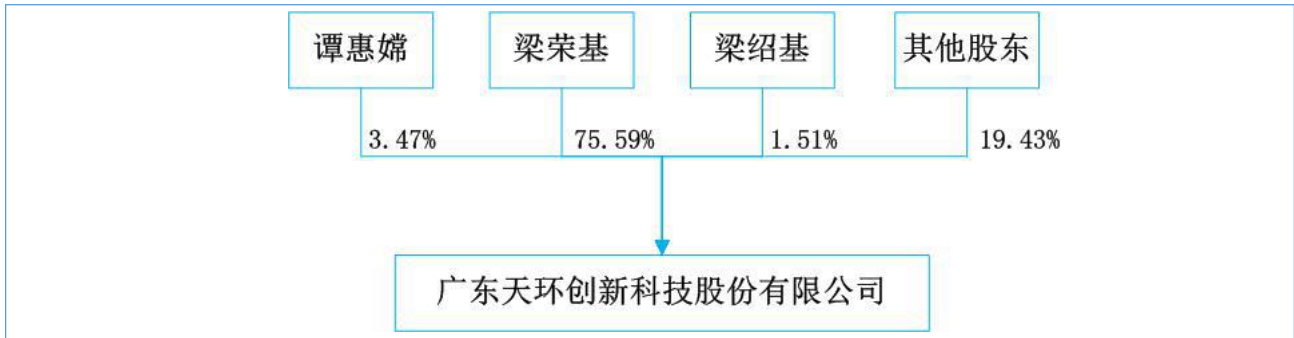 谭惠嫦 梁荣基 梁绍基 其他股东
3.47% 75.59% 1.51% 19.43%
广东天环创新科技股份有限公司